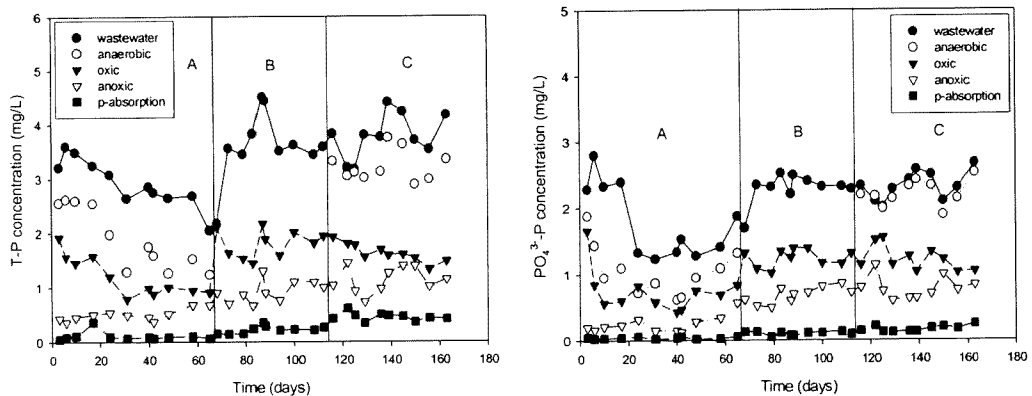 T-P concentration (mg/L)
6
5
4
3
2
1
0
wastewater
anaerobic
oxic
anoxic
p-absorption
A
B
C
0 20 40 60 80 100 120 140 160 180
Time (days)
PO₄³-P concentration (mg/L)
5
4
3
2
1
0
wastewater
anaerobic
oxic
anoxic
p-absorption
A
B
C
0 20 40 60 80 100 120 140 160 180
Time (days)